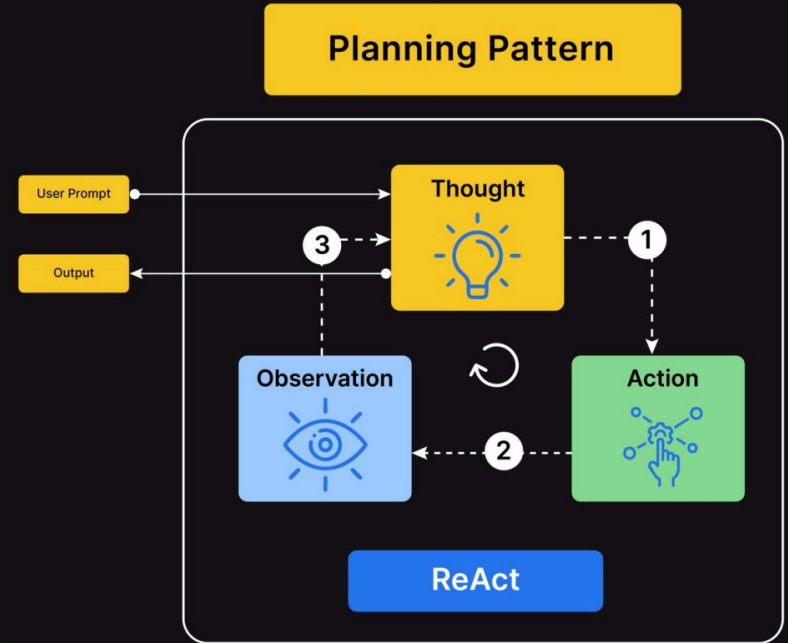 Planning Pattern
User Prompt
Thought
1
3
Output
Observation
Action
2
ReAct